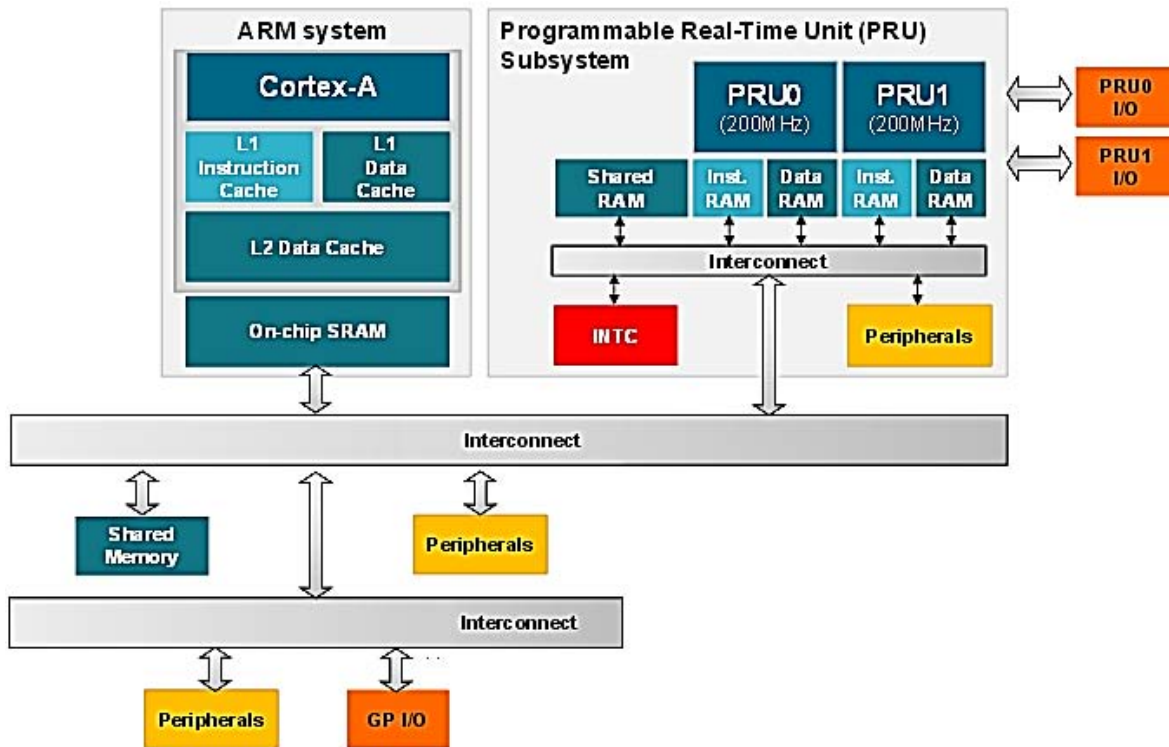 ARM system
Cortex-A
L1
Instruction
Cache
L1
Data
Cache
L2 Data Cache
On-chip SRAM
Programmable Real-Time Unit (PRU)
Subsystem
PRU0
(200MHz)
PRU1
(200MHz)
Shared
RAM
Inst.
RAM
Data
RAM
Inst.
RAM
Data
RAM
Interconnect
INTC
Peripherals
PRU0
I/O
PRU1
I/O
Interconnect
Shared
Memory
Peripherals
Interconnect
Peripherals
GP I/O